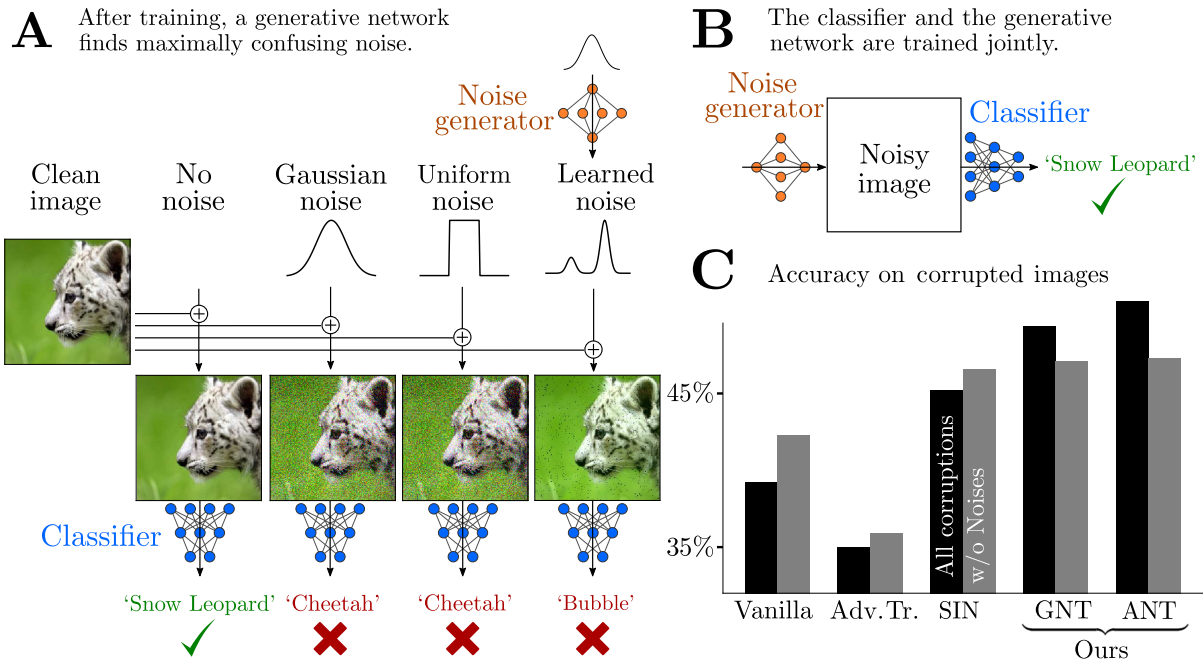 A
After training, a generative network
finds maximally confusing noise.
Noise
generator
Clean
image
No
noise
Gaussian
noise
Uniform
noise
Learned
noise
Classifier
‘Snow Leopard’
‘Cheetah’
‘Cheetah’
‘Bubble’
B
The classifier and the generative
network are trained jointly.
Noise
generator
Noisy
image
Classifier
‘Snow Leopard’
C
Accuracy on corrupted images
45%
35%
All corruptions
w/o Noises
Vanilla
Adv.Tr.
SIN
GNT
ANT
Ours